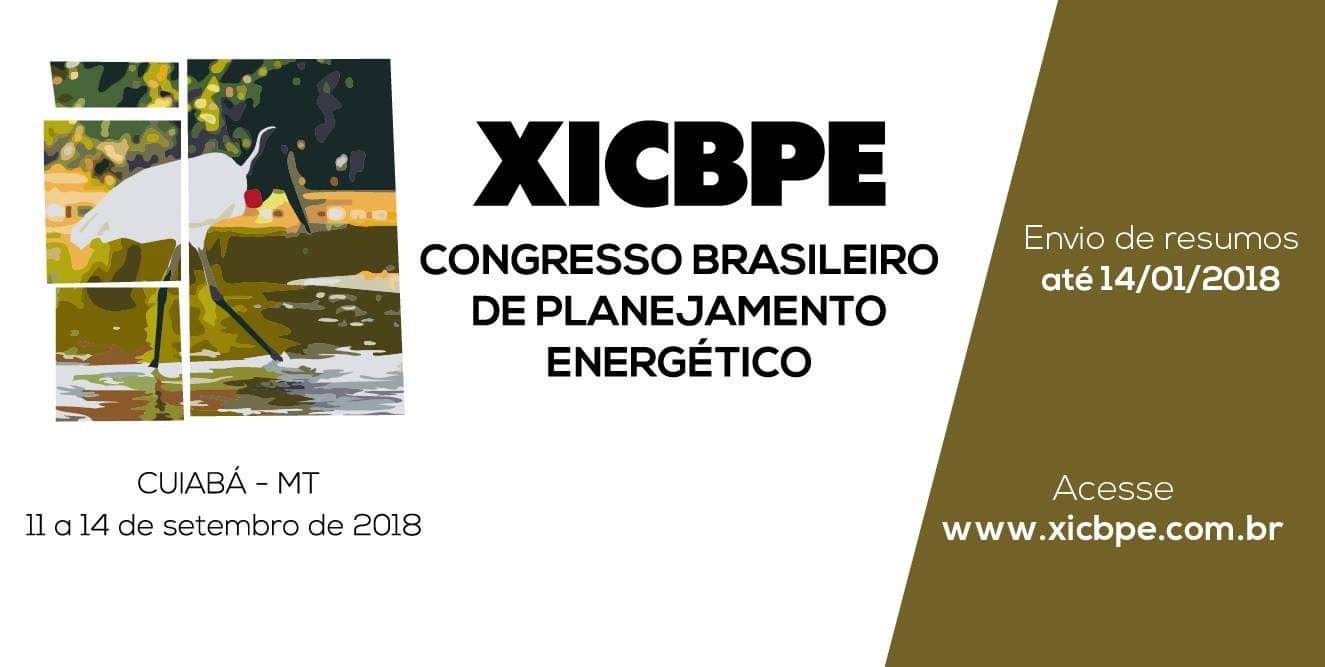 XICBPE
CONGRESSO BRASILEIRO
DE PLANEJAMENTO
ENERGÉTICO
CUIABÁ - MT
11 a 14 de setembro de 2018
Envio de resumos
até 14/01/2018
Acesse
www.xicbpe.com.br